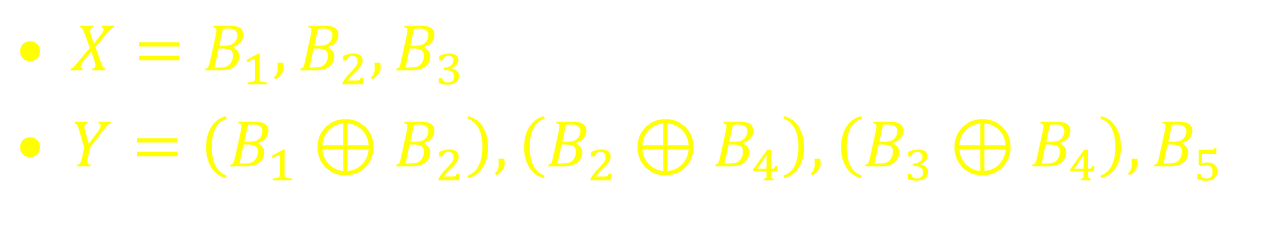 • X = B₁, B₂, B₃
• Y = (B₁ ⊕ B₂), (B₂ ⊕ B₄), (B₃ ⊕ B₄), B₅